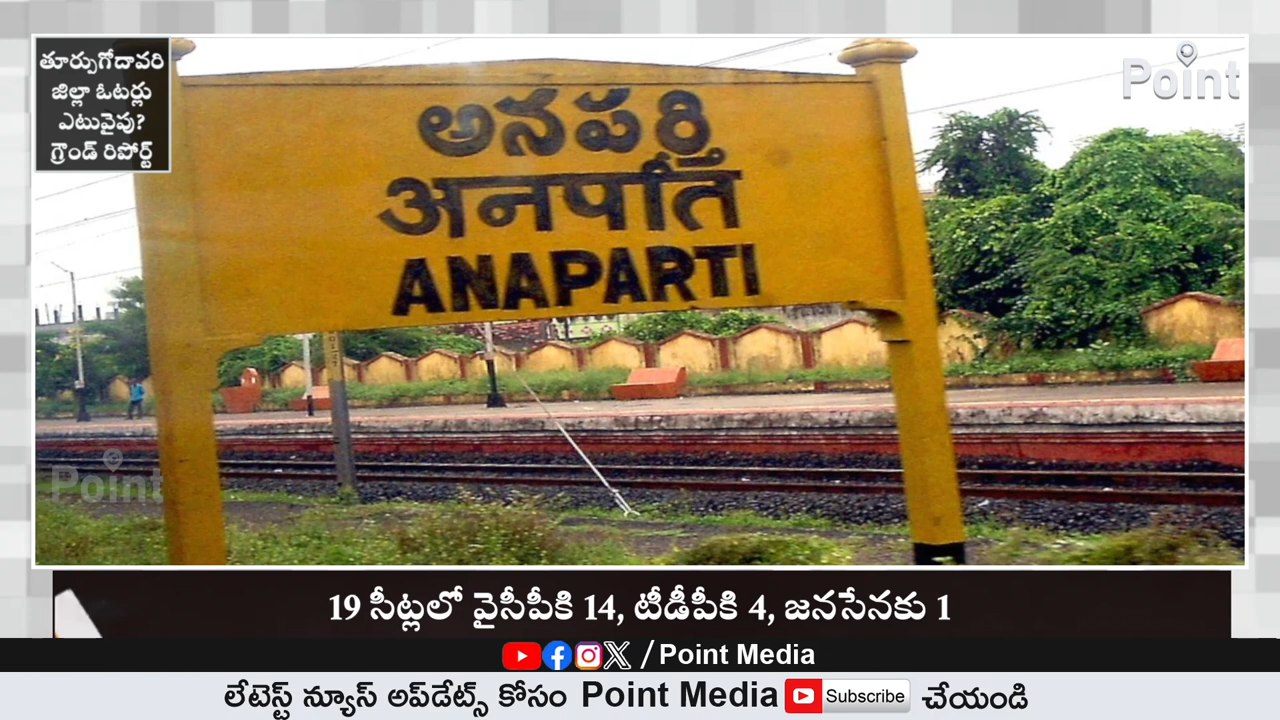 తూర్పుగోదావరి
జిల్లా ఓటర్లు
ఎటువైపు?
గ్రౌండ్ రిపోర్ట్
Point
అనపర్తి
अनपर्ति
ANAPARTI
Point
19 సీట్లలో వైసీపీకి 14, టీడీపీకి 4, జనసేనకు 1
/ Point Media
లేటెస్ట్ న్యూస్ అప్‌డేట్స్ కోసం Point Media Subscribe చేయండి